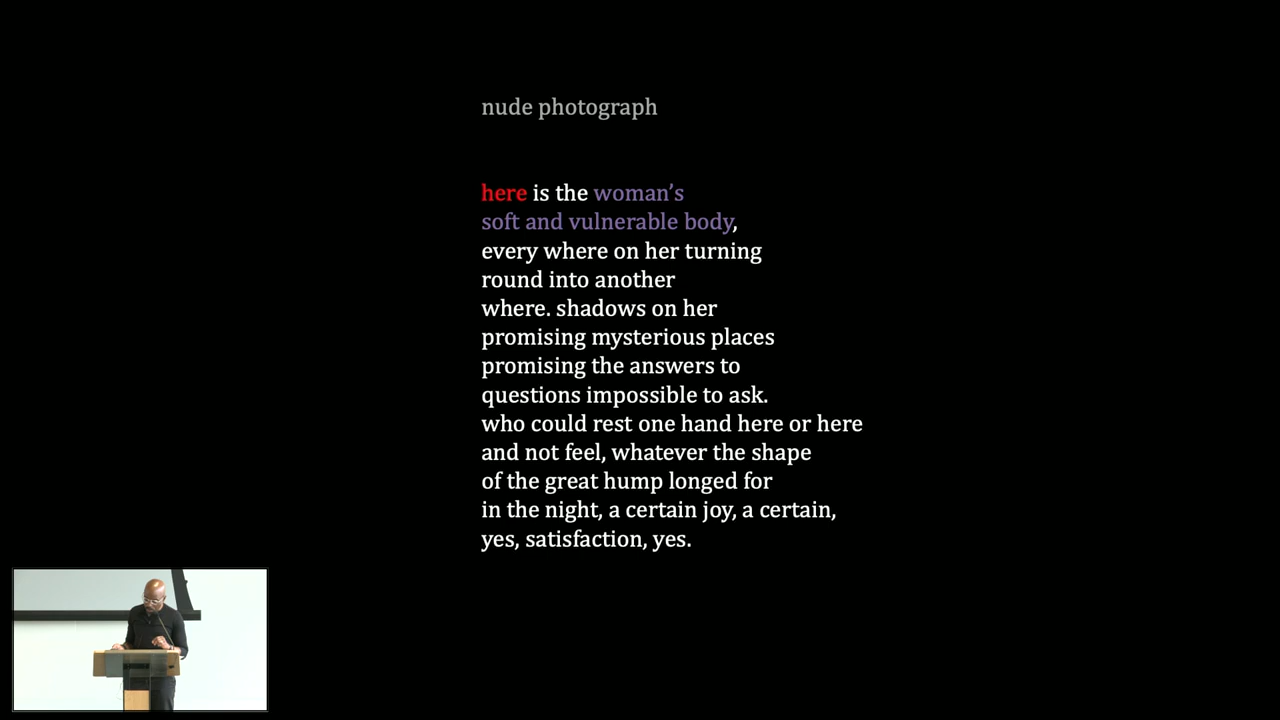 nude photograph
here is the woman’s
soft and vulnerable body,
every where on her turning
round into another
where. shadows on her
promising mysterious places
promising the answers to
questions impossible to ask.
who could rest one hand here or here
and not feel, whatever the shape
of the great hump longed for
in the night, a certain joy, a certain,
yes, satisfaction, yes.